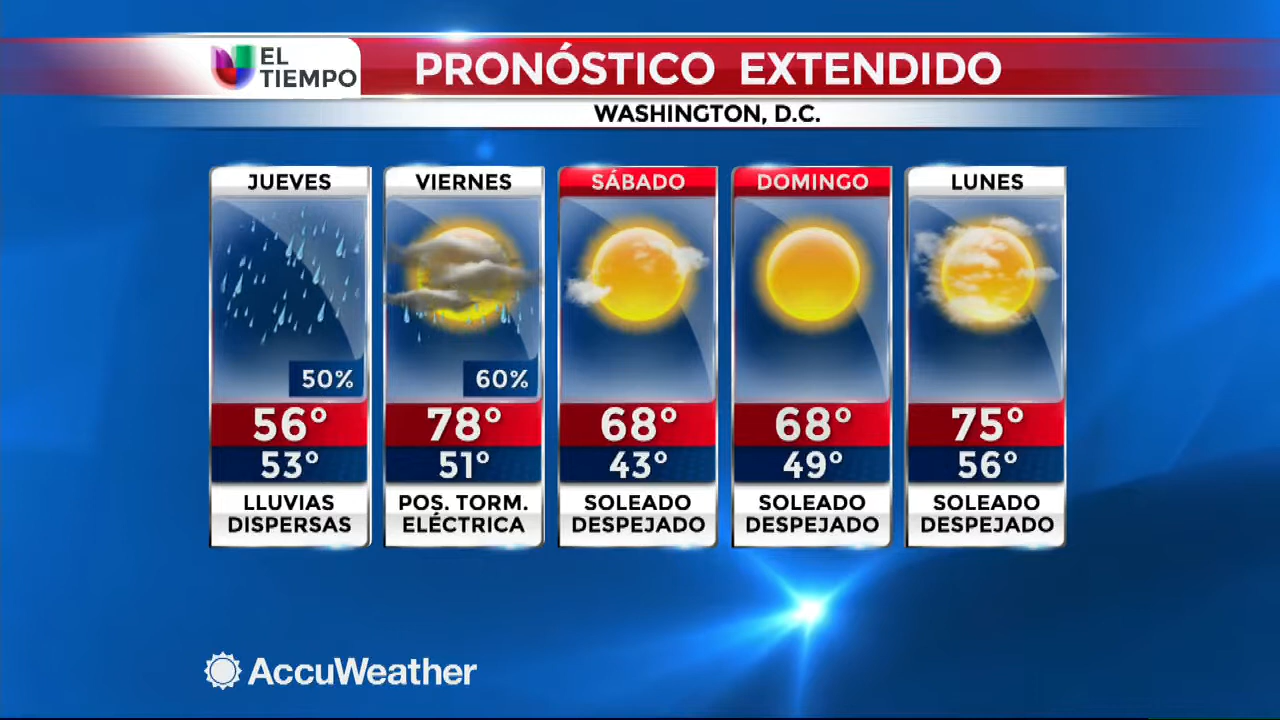 EL
TIEMPO
PRONÓSTICO EXTENDIDO
WASHINGTON, D.C.
JUEVES
50%
56°
53°
LLUVIAS
DISPERSAS
VIERNES
60%
78°
51°
POS. TORM.
ELÉCTRICA
SÁBADO
68°
43°
SOLEADO
DESPEJADO
DOMINGO
68°
49°
SOLEADO
DESPEJADO
LUNES
75°
56°
SOLEADO
DESPEJADO
AccuWeather